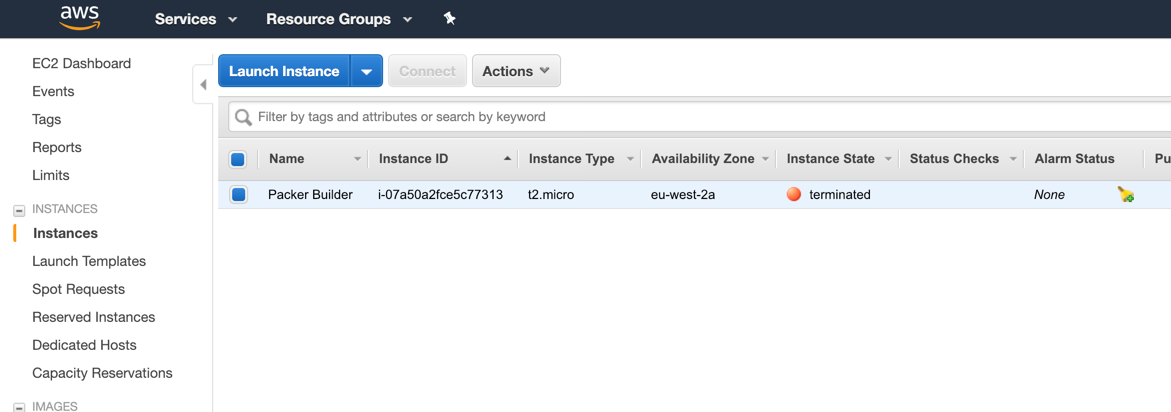 aws Services Resource Groups
EC2 Dashboard
Events
Tags
Reports
Limits
INSTANCES
Instances
Launch Templates
Spot Requests
Reserved Instances
Dedicated Hosts
Capacity Reservations
IMAGES
Launch Instance Connect Actions
Filter by tags and attributes or search by keyword
Name Instance ID Instance Type Availability Zone Instance State Status Checks Alarm Status Pu
Packer Builder i-07a50a2fce5c77313 t2.micro eu-west-2a terminated None